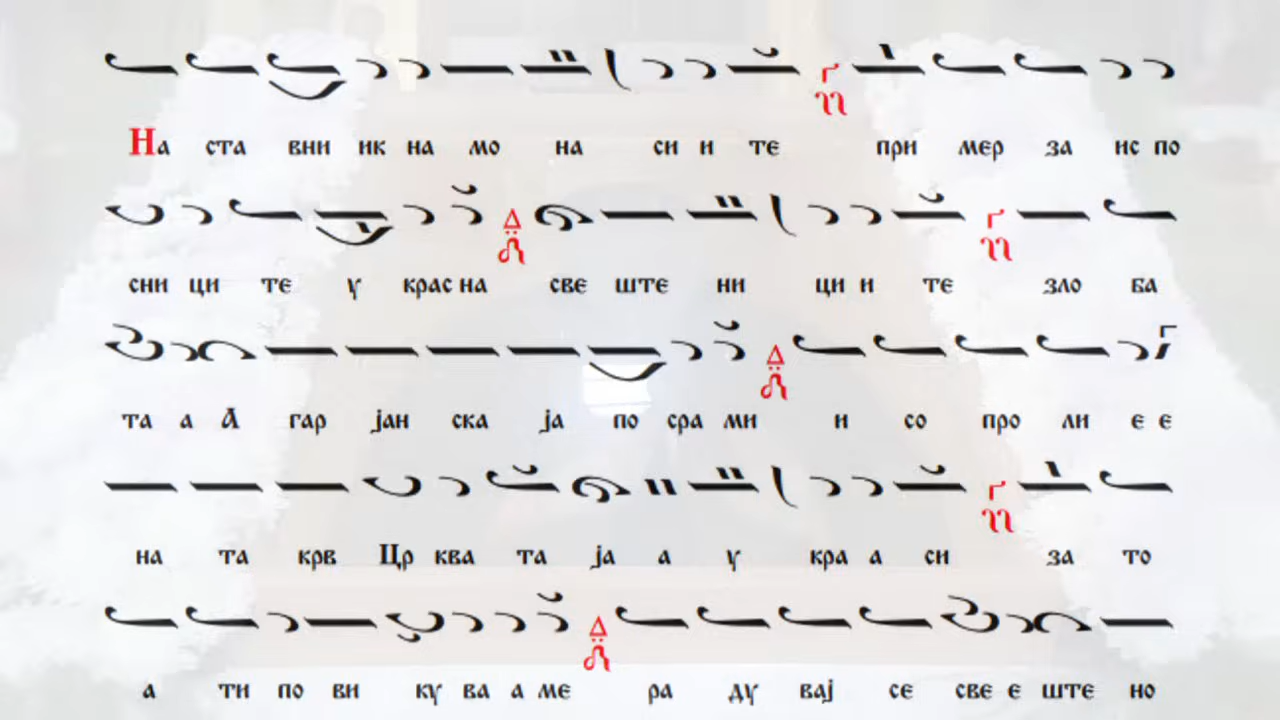 На ста вни ик на мо на си и те при мер за ис по
сни ци те у крас на све ште ни ци и те зло ба
та а А гар јан ска ја по сра ми и со про ли е е
на та крв Цр ква та ја а у кра а си за то
а ти по ви ку ва а ме ра ду вај се све е ште но